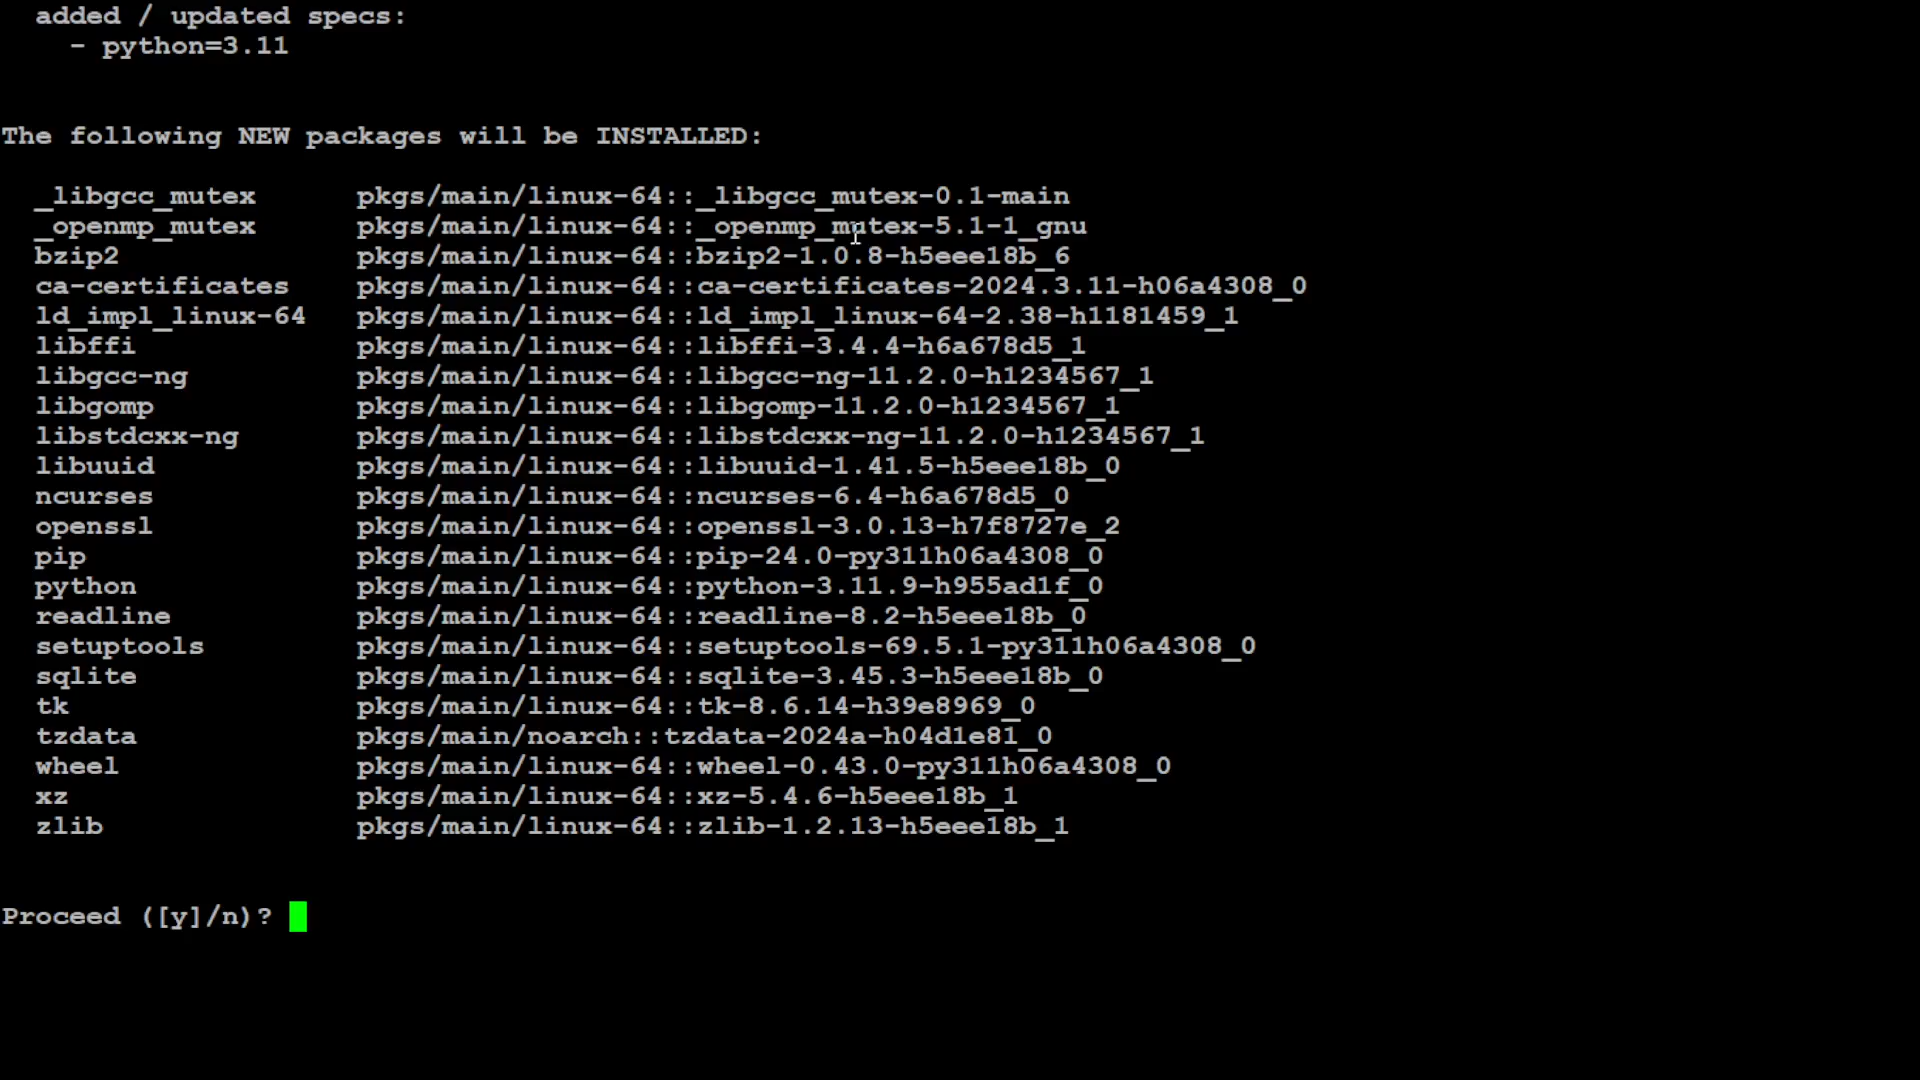 added / updated specs:
- python=3.11
The following NEW packages will be INSTALLED:
_libgcc_mutex pkgs/main/linux-64::_libgcc_mutex-0.1-main
_openmp_mutex pkgs/main/linux-64::_openmp_mutex-5.1-1_gnu
bzip2 pkgs/main/linux-64::bzip2-1.0.8-h5eee18b_6
ca-certificates pkgs/main/linux-64::ca-certificates-2024.3.11-h06a4308_0
ld_impl_linux-64 pkgs/main/linux-64::ld_impl_linux-64-2.38-h1181459_1
libffi pkgs/main/linux-64::libffi-3.4.4-h6a678d5_1
libgcc-ng pkgs/main/linux-64::libgcc-ng-11.2.0-h1234567_1
libgomp pkgs/main/linux-64::libgomp-11.2.0-h1234567_1
libstdcxx-ng pkgs/main/linux-64::libstdcxx-ng-11.2.0-h1234567_1
libuuid pkgs/main/linux-64::libuuid-1.41.5-h5eee18b_0
ncurses pkgs/main/linux-64::ncurses-6.4-h6a678d5_0
openssl pkgs/main/linux-64::openssl-3.0.13-h7f8727e_2
pip pkgs/main/linux-64::pip-24.0-py311h06a4308_0
python pkgs/main/linux-64::python-3.11.9-h955ad1f_0
readline pkgs/main/linux-64::readline-8.2-h5eee18b_0
setuptools pkgs/main/linux-64::setuptools-69.5.1-py311h06a4308_0
sqlite pkgs/main/linux-64::sqlite-3.45.3-h5eee18b_0
tk pkgs/main/linux-64::tk-8.6.14-h39e8969_0
tzdata pkgs/main/noarch::tzdata-2024a-h04d1e81_0
wheel pkgs/main/linux-64::wheel-0.43.0-py311h06a4308_0
xz pkgs/main/linux-64::xz-5.4.6-h5eee18b_1
zlib pkgs/main/linux-64::zlib-1.2.13-h5eee18b_1
Proceed ([y]/n)?